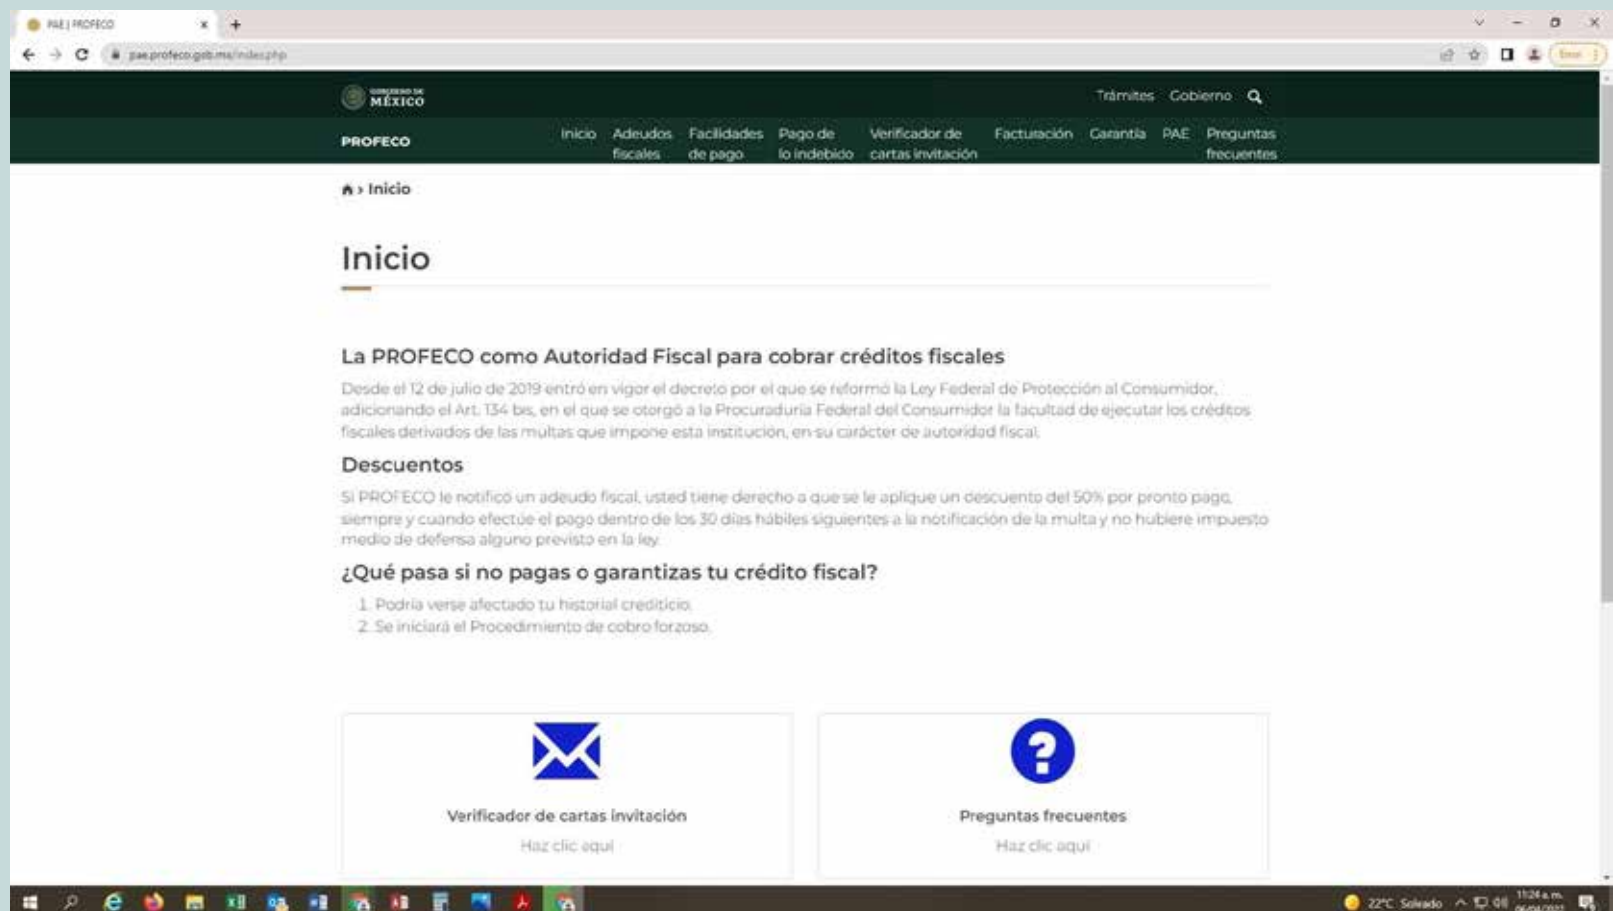 PAE | PROFECO
pae.profeco.gob.mx/index.php
GOBIERNO DE
MÉXICO
Trámites Gobierno
PROFECO
Inicio Adeudos fiscales Facilidades de pago Pago de lo indebido Verificador de cartas invitación Facturación Garantía PAE Preguntas frecuentes
> Inicio
Inicio
La PROFECO como Autoridad Fiscal para cobrar créditos fiscales
Desde el 12 de julio de 2019 entró en vigor el decreto por el que se reformó la Ley Federal de Protección al Consumidor,
adicionando el Art. 134 bis, en el que se otorgó a la Procuraduría Federal del Consumidor la facultad de ejecutar los créditos
fiscales derivados de las multas que impone esta institución, en su carácter de autoridad fiscal.
Descuentos
Si PROFECO le notificó un adeudo fiscal, usted tiene derecho a que se le aplique un descuento del 50% por pronto pago,
siempre y cuando efectúe el pago dentro de los 30 días hábiles siguientes a la notificación de la multa y no hubiere impuesto
medio de defensa alguno previsto en la ley.
¿Qué pasa si no pagas o garantizas tu crédito fiscal?
1. Podría verse afectado tu historial crediticio.
2. Se iniciará el Procedimiento de cobro forzoso.
Verificador de cartas invitación
Haz clic aquí
Preguntas frecuentes
Haz clic aquí
22°C Soleado
11:24 a. m.